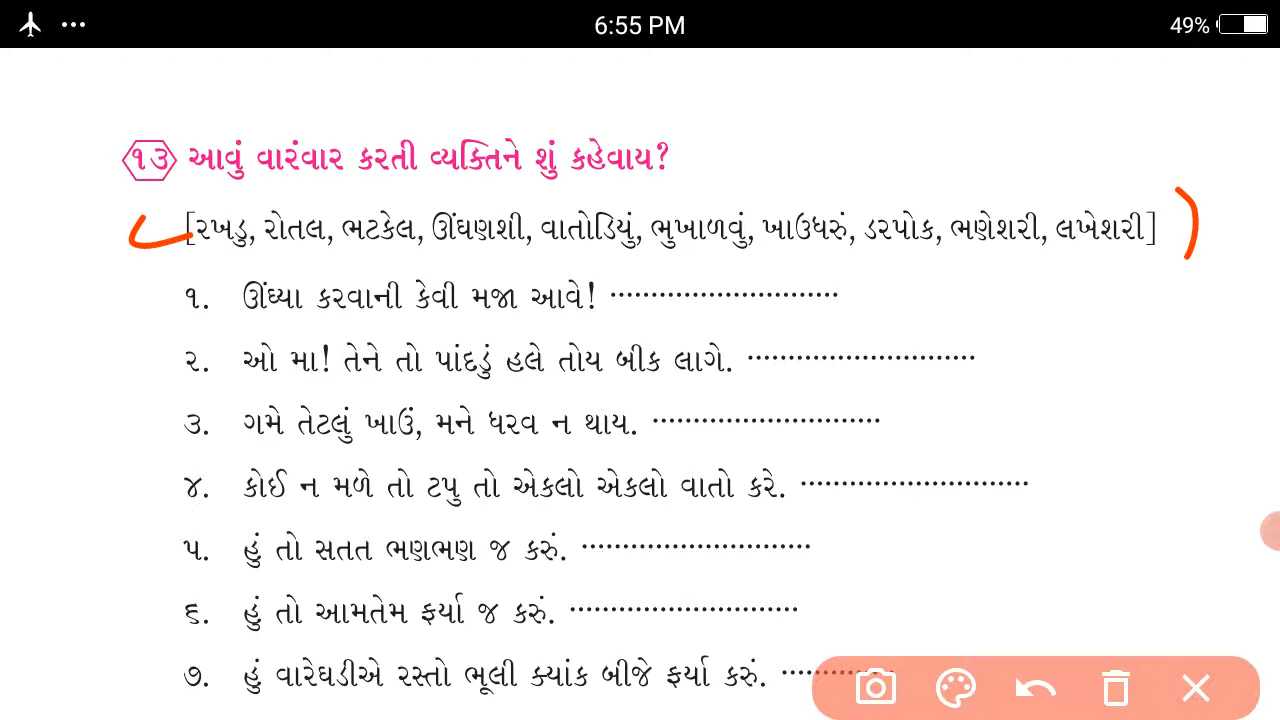 6:55 PM
49%
૧૩ આવું વારંવાર કરતી વ્યક્તિને શું કહેવાય?
[રખડુ, રોતલ, ભટકેલ, ઊંઘણશી, વાતોડિયું, ભુખાળવું, ખાઉધરું, ડરપોક, ભણેશરી, લખેશરી]
૧. ઊંઘ્યા કરવાની કેવી મજા આવે! ............................
૨. ઓ મા! તેને તો પાંદડું હલે તોય બીક લાગે. ............................
૩. ગમે તેટલું ખાઉં, મને ધરવ ન થાય. ............................
૪. કોઈ ન મળે તો ટપુ તો એકલો એકલો વાતો કરે. ............................
૫. હું તો સતત ભણભણ જ કરું. ............................
૬. હું તો આમતેમ ફર્યા જ કરું. ............................
૭. હું વારેઘડીએ રસ્તો ભૂલી ક્યાંક બીજે ફર્યા કરું. ..............